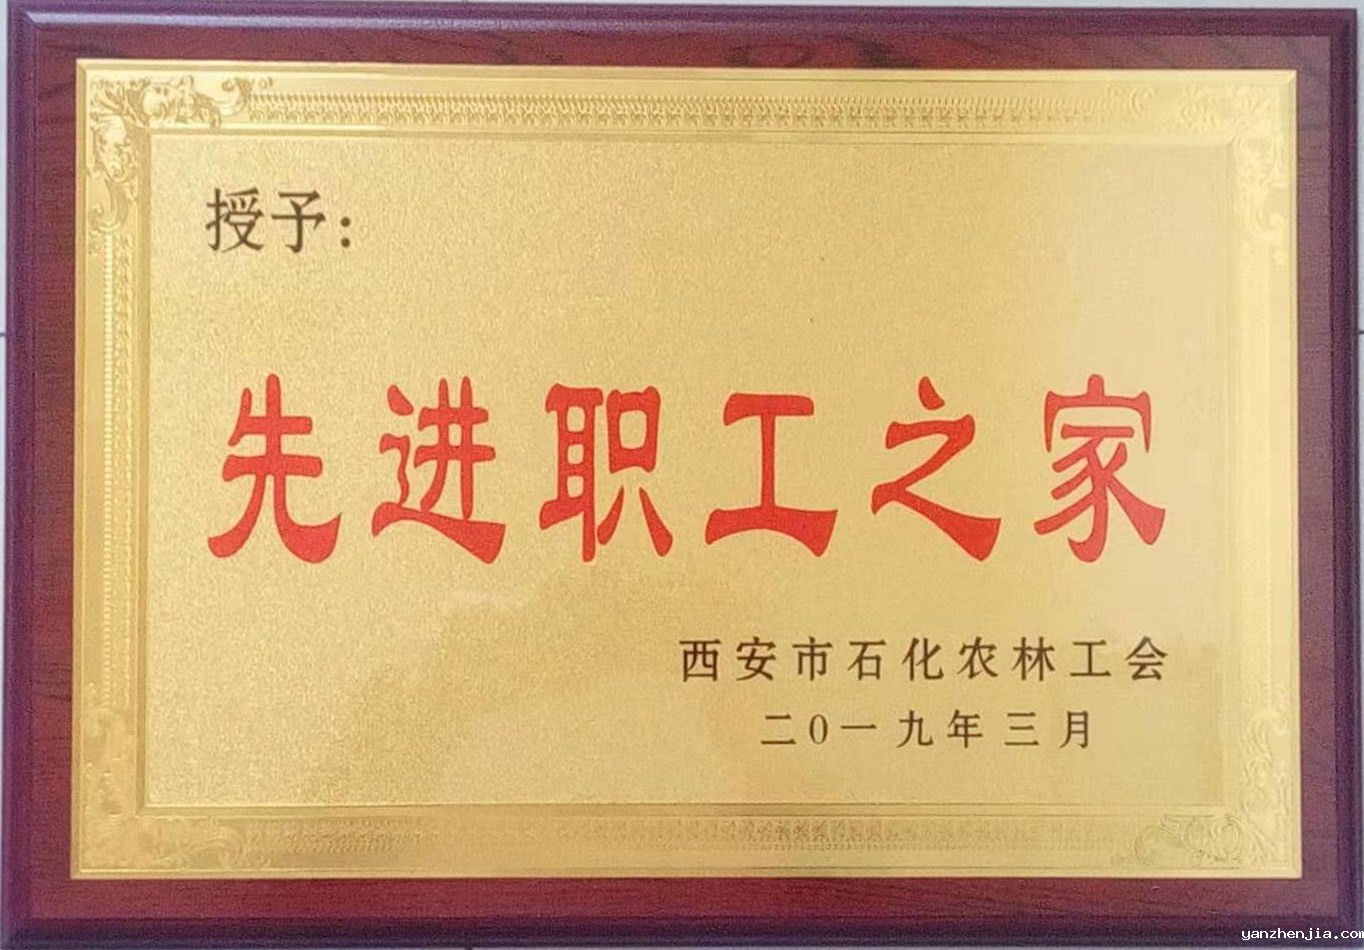 授予：
先进职工之家
西安市石化农林工会
二0一九年三月
yanzhenjia.com